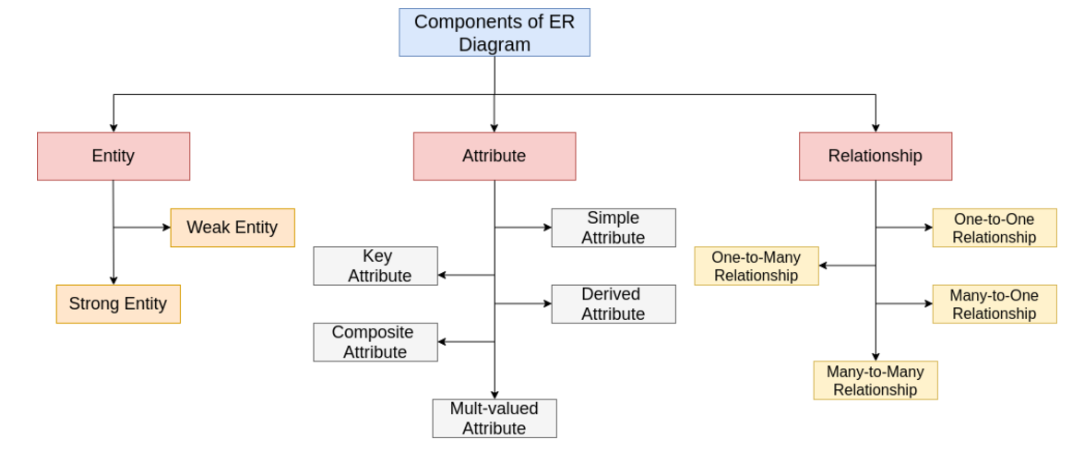 Components of ER
Diagram
Entity
Attribute
Relationship
Weak Entity
Strong Entity
Simple
Attribute
Key
Attribute
Derived
Attribute
Composite
Attribute
Mult-valued
Attribute
One-to-One
Relationship
One-to-Many
Relationship
Many-to-One
Relationship
Many-to-Many
Relationship